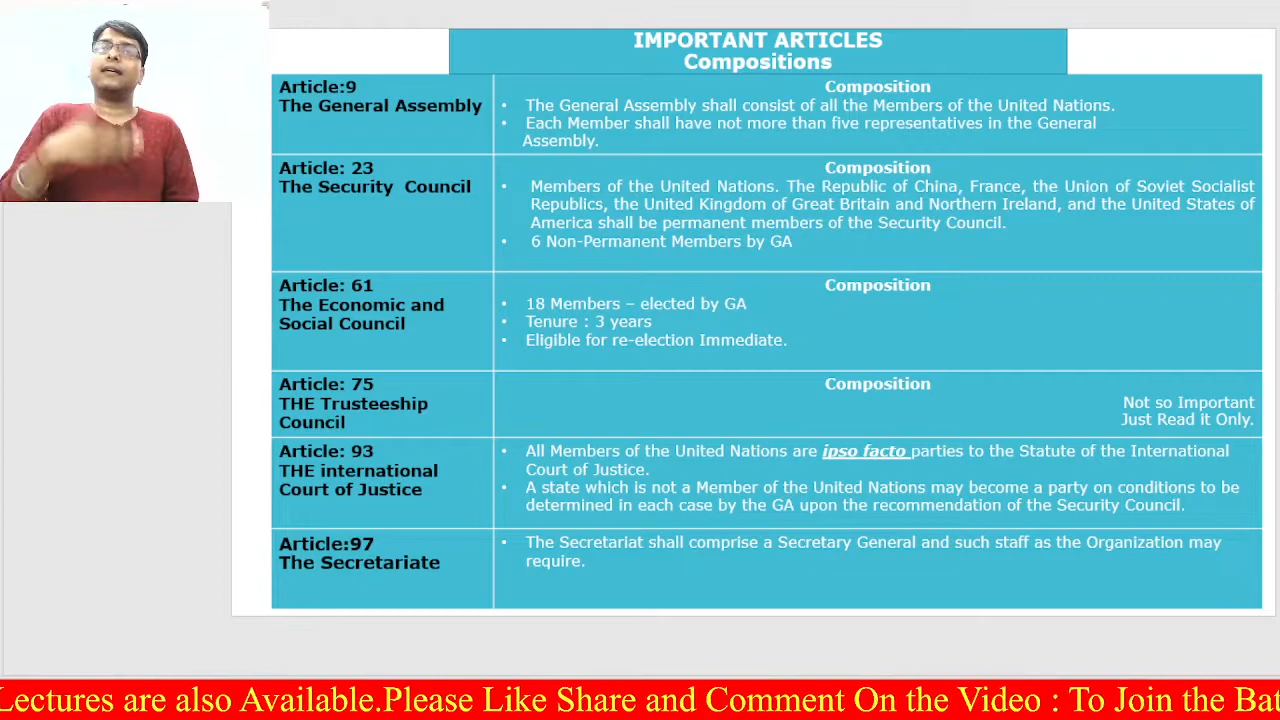 IMPORTANT ARTICLES
Compositions
Article:9
The General Assembly
Composition
• The General Assembly shall consist of all the Members of the United Nations.
• Each Member shall have not more than five representatives in the General
Assembly.
Article: 23
The Security Council
Composition
• Members of the United Nations. The Republic of China, France, the Union of Soviet Socialist
Republics, the United Kingdom of Great Britain and Northern Ireland, and the United States of
America shall be permanent members of the Security Council.
• 6 Non-Permanent Members by GA
Article: 61
The Economic and
Social Council
Composition
• 18 Members – elected by GA
• Tenure : 3 years
• Eligible for re-election Immediate.
Article: 75
THE Trusteeship
Council
Composition
Not so Important
Just Read it Only.
Article: 93
THE international
Court of Justice
• All Members of the United Nations are ipso facto parties to the Statute of the International
Court of Justice.
• A state which is not a Member of the United Nations may become a party on conditions to be
determined in each case by the GA upon the recommendation of the Security Council.
Article:97
The Secretariate
• The Secretariat shall comprise a Secretary General and such staff as the Organization may
require.
Lectures are also Available.Please Like Share and Comment On the Video : To Join the Bat